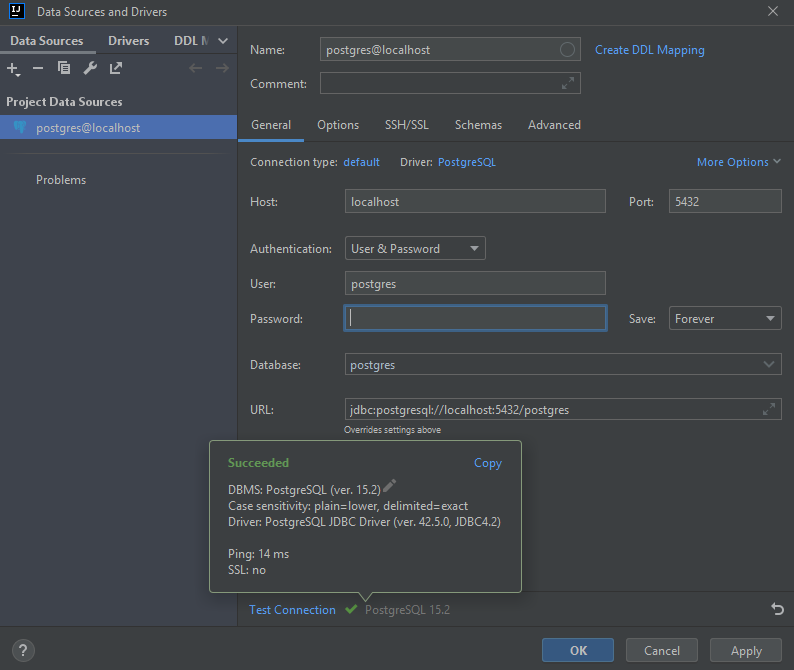 IJ
Data Sources and Drivers
Data Sources Drivers DDL
Project Data Sources
postgres@localhost
Problems
Name: postgres@localhost Create DDL Mapping
Comment:
General Options SSH/SSL Schemas Advanced
Connection type: default Driver: PostgreSQL More Options
Host: localhost Port: 5432
Authentication: User & Password
User: postgres
Password: Save: Forever
Database: postgres
URL: jdbc:postgresql://localhost:5432/postgres
Overrides settings above
Succeeded Copy
DBMS: PostgreSQL (ver. 15.2)
Case sensitivity: plain=lower, delimited=exact
Driver: PostgreSQL JDBC Driver (ver. 42.5.0, JDBC4.2)
Ping: 14 ms
SSL: no
Test Connection PostgreSQL 15.2
? OK Cancel Apply